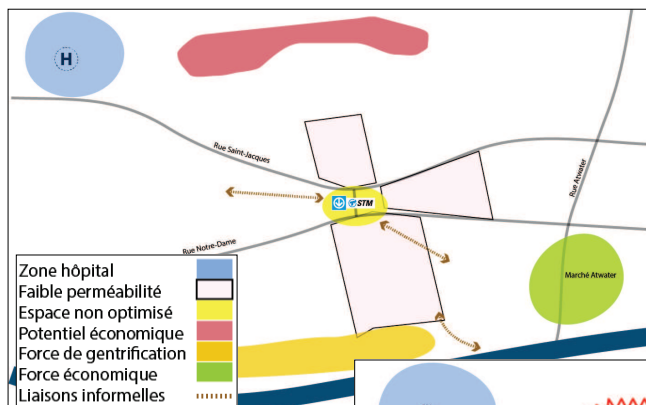 H
Rue Saint-Jacques
Rue Atwater
STM
Rue Notre-Dame
Marché Atwater
Zone hôpital
Faible perméabilité
Espace non optimisé
Potentiel économique
Force de gentrification
Force économique
Liaisons informelles